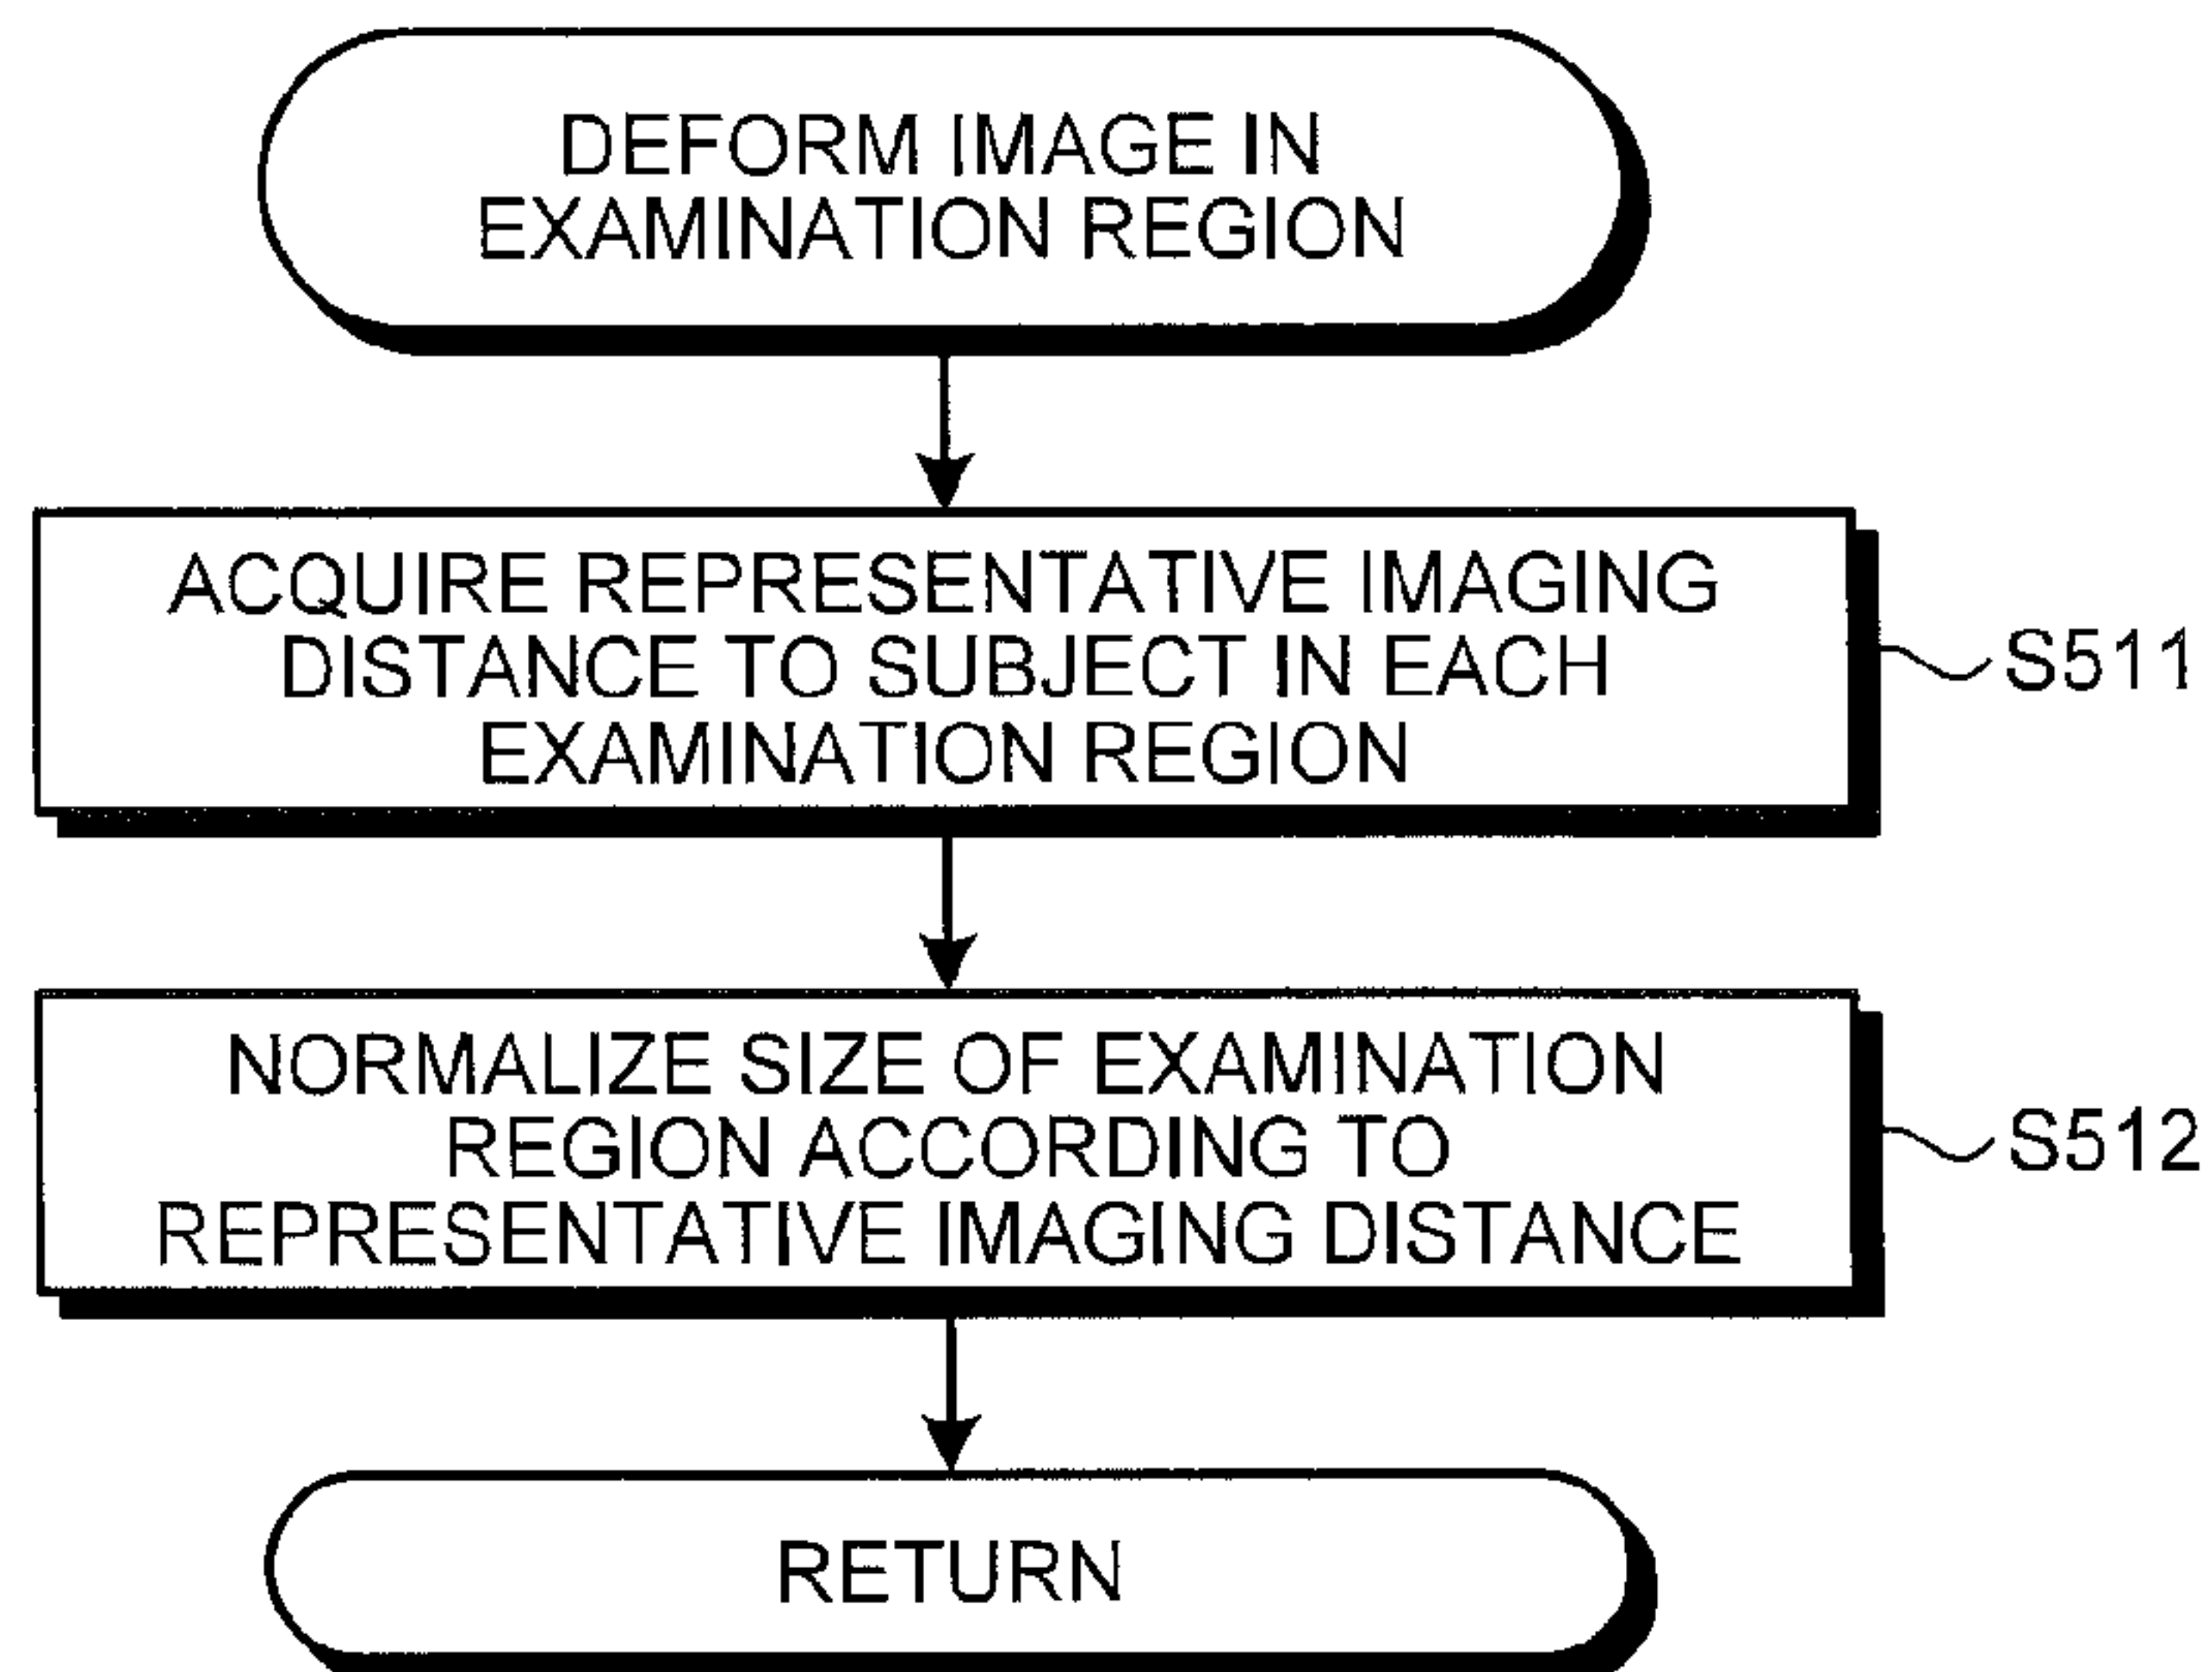 DEFORM IMAGE IN
EXAMINATION REGION
ACQUIRE REPRESENTATIVE IMAGING
DISTANCE TO SUBJECT IN EACH
EXAMINATION REGION
S511
NORMALIZE SIZE OF EXAMINATION
REGION ACCORDING TO
REPRESENTATIVE IMAGING DISTANCE
S512
RETURN